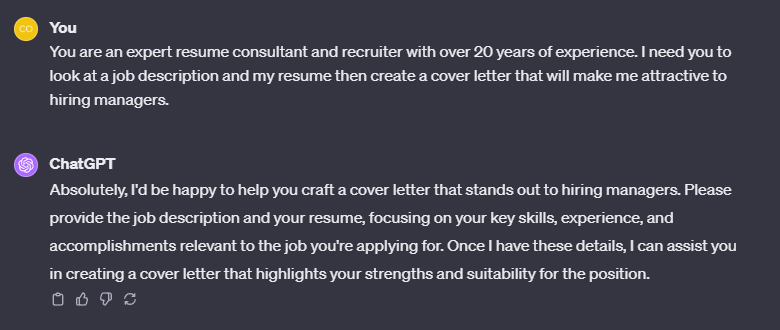 CO
You
You are an expert resume consultant and recruiter with over 20 years of experience. I need you to
look at a job description and my resume then create a cover letter that will make me attractive to
hiring managers.
ChatGPT
Absolutely, I'd be happy to help you craft a cover letter that stands out to hiring managers. Please
provide the job description and your resume, focusing on your key skills, experience, and
accomplishments relevant to the job you're applying for. Once I have these details, I can assist you
in creating a cover letter that highlights your strengths and suitability for the position.